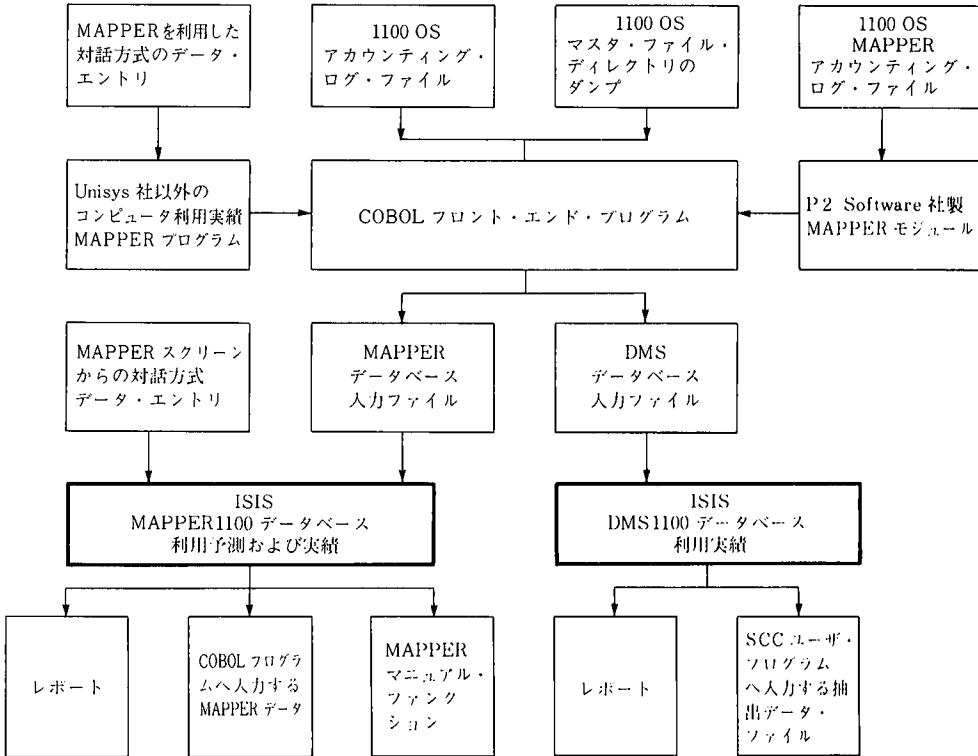 MAPPERを利用した
対話方式のデータ・
エントリ
1100 OS
アカウンティング・
ログ・ファイル
1100 OS
マスタ・ファイル・
ディレクトリの
ダンプ
1100 OS
MAPPER
アカウンティング・
ログ・ファイル
Unisys 社以外の
コンピュータ利用実績
MAPPER プログラム
COBOL フロント・エンド・プログラム
P2 Software 社製
MAPPER モジュール
MAPPER スクリーン
からの対話方式
データ・エントリ
MAPPER
データベース
入力ファイル
DMS
データベース
入力ファイル
ISIS
MAPPER1100 データベース
利用予測および実績
ISIS
DMS1100 データベース
利用実績
レポート
COBOL プログラ
ムへ入力する
MAPPER データ
MAPPER
マニュアル・
ファンク
ション
レポート
SCC ユーザ・
プログラム
へ入力する抽
出データ・
ファイル